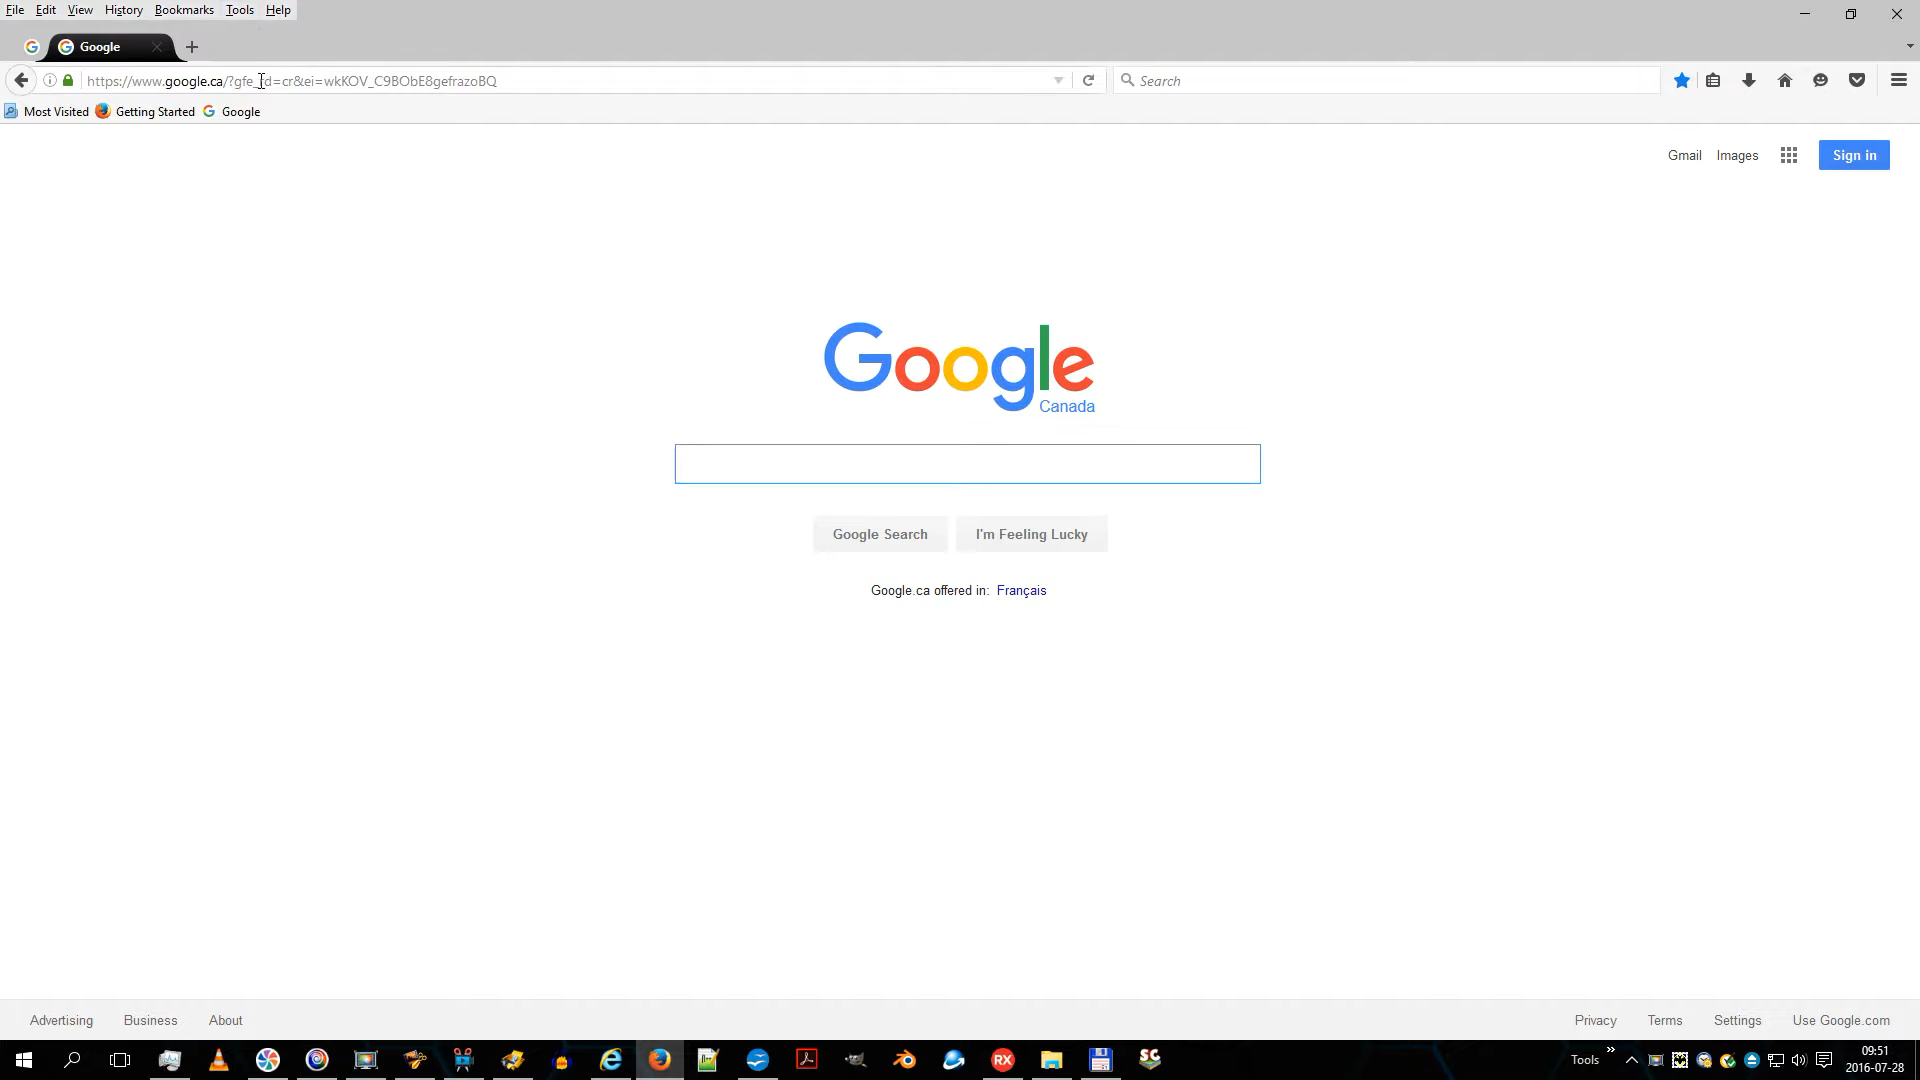 File Edit View History Bookmarks Tools Help
Google
https://www.google.ca/?gfe_rd=cr&ei=wkKOV_C9BObE8gefrazoBQ
Search
Most Visited Getting Started Google
Gmail Images Sign in
Google
Canada
Google Search I'm Feeling Lucky
Google.ca offered in: Français
Advertising Business About
Privacy Terms Settings Use Google.com
RX
SC
Tools
09:51
2016-07-28